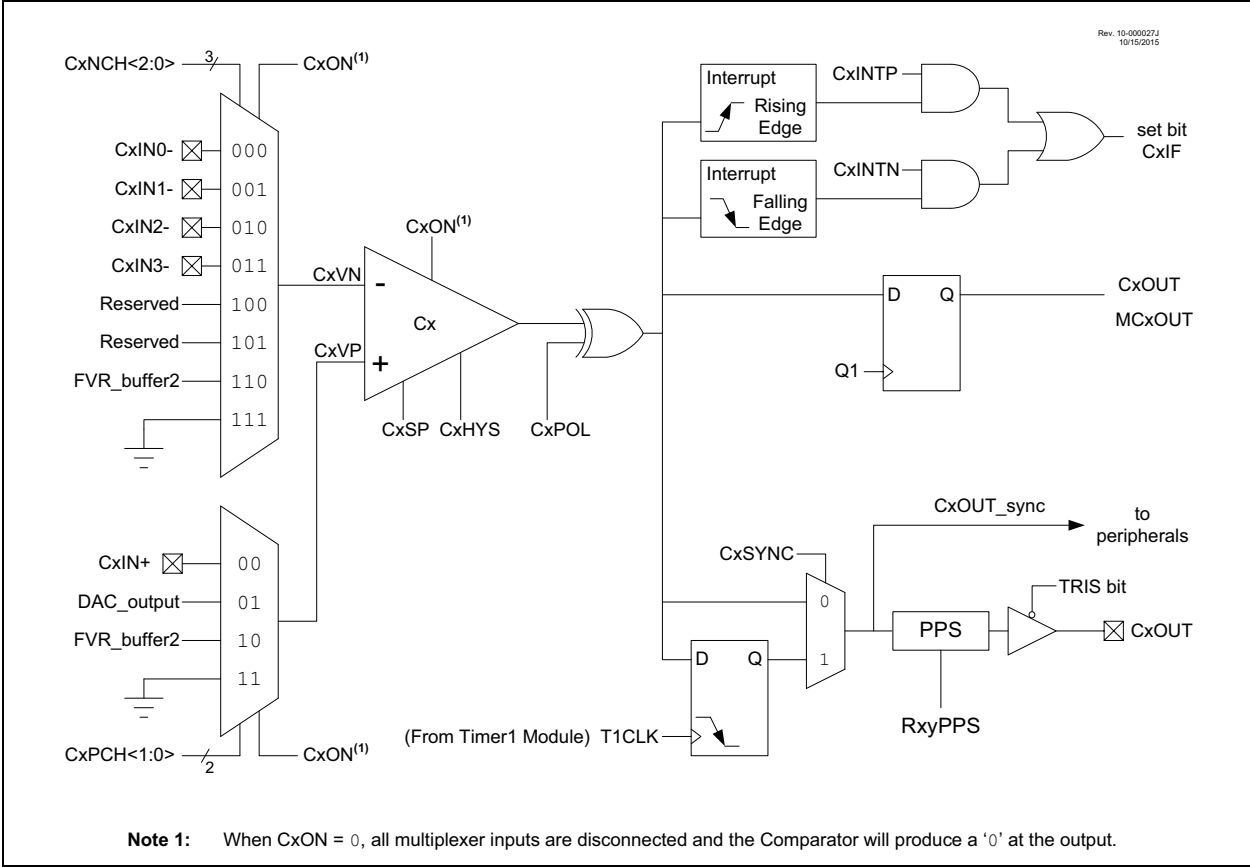 Rev. 10-000027J
10/15/2015
CxNCH<2:0>
3
CxON(1)
CxIN0-
000
CxIN1-
001
CxIN2-
010
CxIN3-
011
Reserved
100
Reserved
101
FVR_buffer2
110
111
CxVN
CxVP
CxON(1)
-
Cx
+
CxSP
CxHYS
CxPOL
CxIN+
00
DAC_output
01
FVR_buffer2
10
11
CxPCH<1:0>
2
CxON(1)
Interrupt
Rising
Edge
CxINTP
Interrupt
Falling
Edge
CxINTN
set bit
CxIF
D
Q
Q1
CxOUT
MCxOUT
CxOUT_sync
to
peripherals
CxSYNC
0
1
D
Q
(From Timer1 Module) T1CLK
PPS
RxyPPS
TRIS bit
CxOUT
Note 1: When CxON = 0, all multiplexer inputs are disconnected and the Comparator will produce a ‘0’ at the output.